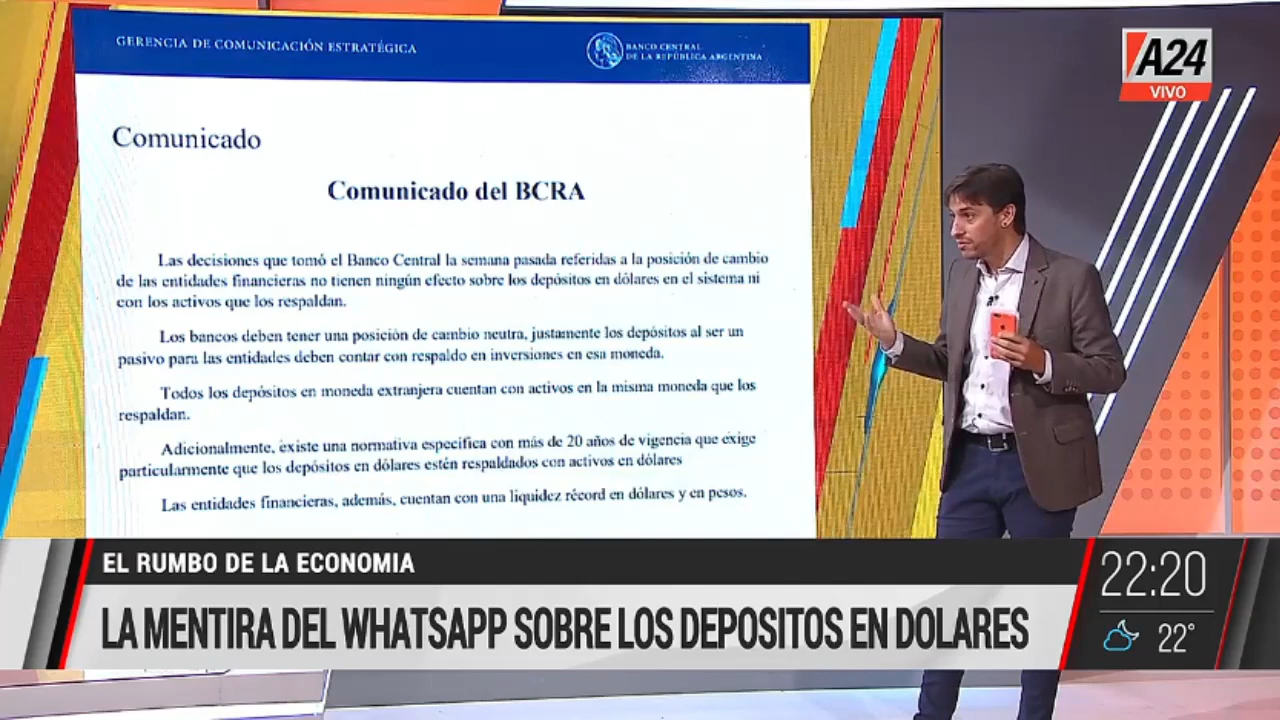 GERENCIA DE COMUNICACIÓN ESTRATÉGICA
BANCO CENTRAL
DE LA REPÚBLICA ARGENTINA
A24
VIVO
Comunicado
Comunicado del BCRA
Las decisiones que tomó el Banco Central la semana pasada referidas a la posición de cambio
de las entidades financieras no tienen ningún efecto sobre los depósitos en dólares en el sistema ni
con los activos que los respaldan.
Los bancos deben tener una posición de cambio neutra, justamente los depósitos al ser un
pasivo para las entidades deben contar con respaldo en inversiones en esa moneda.
Todos los depósitos en moneda extranjera cuentan con activos en la misma moneda que los
respaldan.
Adicionalmente, existe una normativa específica con más de 20 años de vigencia que exige
particularmente que los depósitos en dólares estén respaldados con activos en dólares
Las entidades financieras, además, cuentan con una liquidez récord en dólares y en pesos.
EL RUMBO DE LA ECONOMIA
LA MENTIRA DEL WHATSAPP SOBRE LOS DEPOSITOS EN DOLARES
22:20
22°